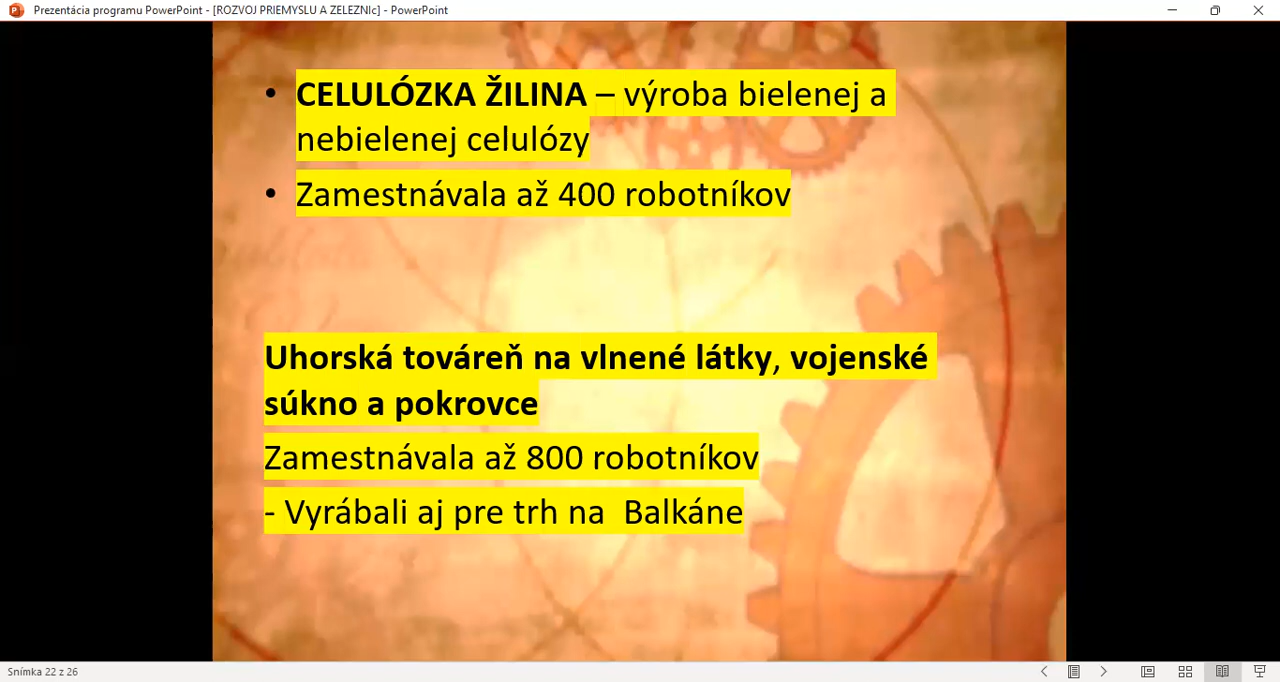 Prezentácia programu PowerPoint - [ROZVOJ PRIEMYSLU A ZELEZNIc] - PowerPoint
• CELULÓZKA ŽILINA – výroba bielenej a
nebielenej celulózy
• Zamestnávala až 400 robotníkov
Uhorská továreň na vlnené látky, vojenské
súkno a pokrovce
Zamestnávala až 800 robotníkov
- Vyrábali aj pre trh na  Balkáne
Snímka 22 z 26